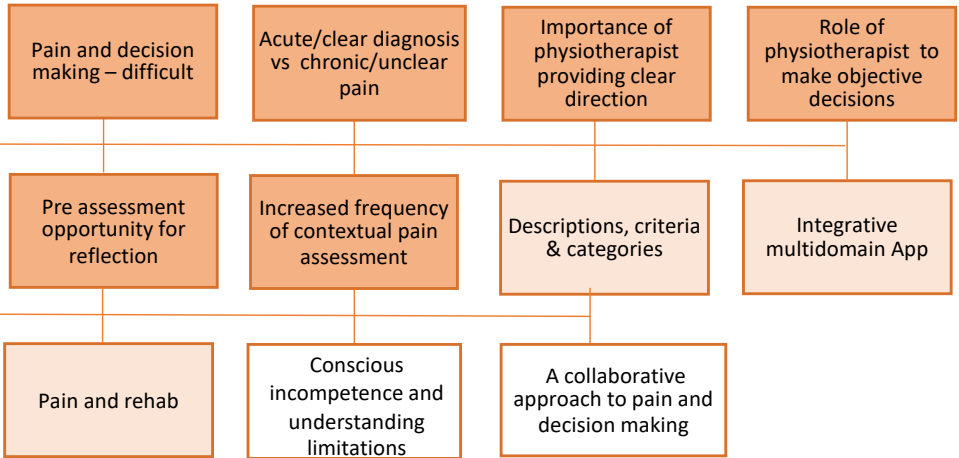 Pain and decision
making – difficult
Acute/clear diagnosis
vs chronic/unclear
pain
Importance of
physiotherapist
providing clear
direction
Role of
physiotherapist to
make objective
decisions
Pre assessment
opportunity for
reflection
Increased frequency
of contextual pain
assessment
Descriptions, criteria
& categories
Integrative
multidomain App
Pain and rehab
Conscious
incompetence and
understanding
limitations
A collaborative
approach to pain and
decision making